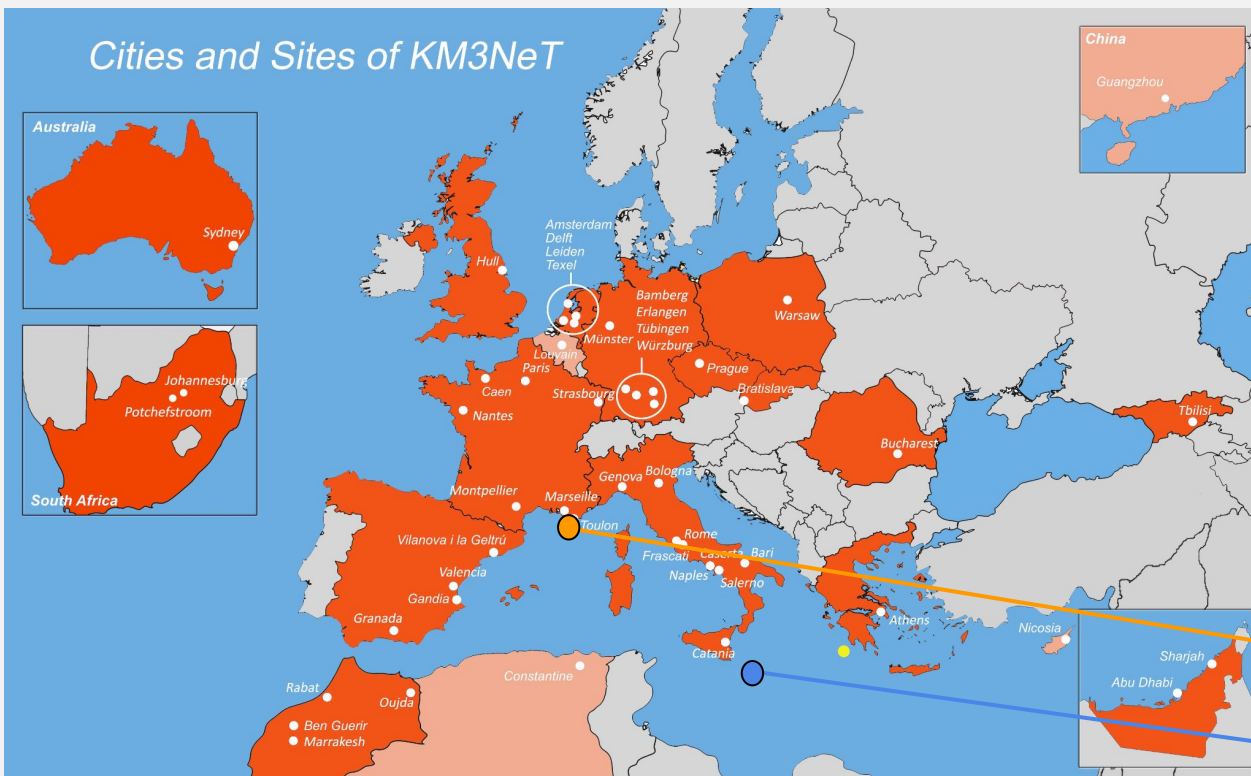 Cities and Sites of KM3NeT
China
Guangzhou
Australia
Sydney
Amsterdam
Delft
Leiden
Texel
Hull
Bamberg
Erlangen
Tübingen
Würzburg
Warsaw
Münster
Louvain
Paris
Prague
Johannesburg
Potchefstroom
Caen
Strasbourg
Bratislava
Nantes
Tbilisi
Bucharest
South Africa
Genova
Bologna
Montpellier
Marseille
Toulon
Rome
Vilanova i la Geltrú
Frascati
Caserta
Bari
Naples
Salerno
Valencia
Gandia
Granada
Athens
Nicosia
Catania
Sharjah
Constantine
Abu Dhabi
Rabat
Oujda
Ben Guerir
Marrakesh